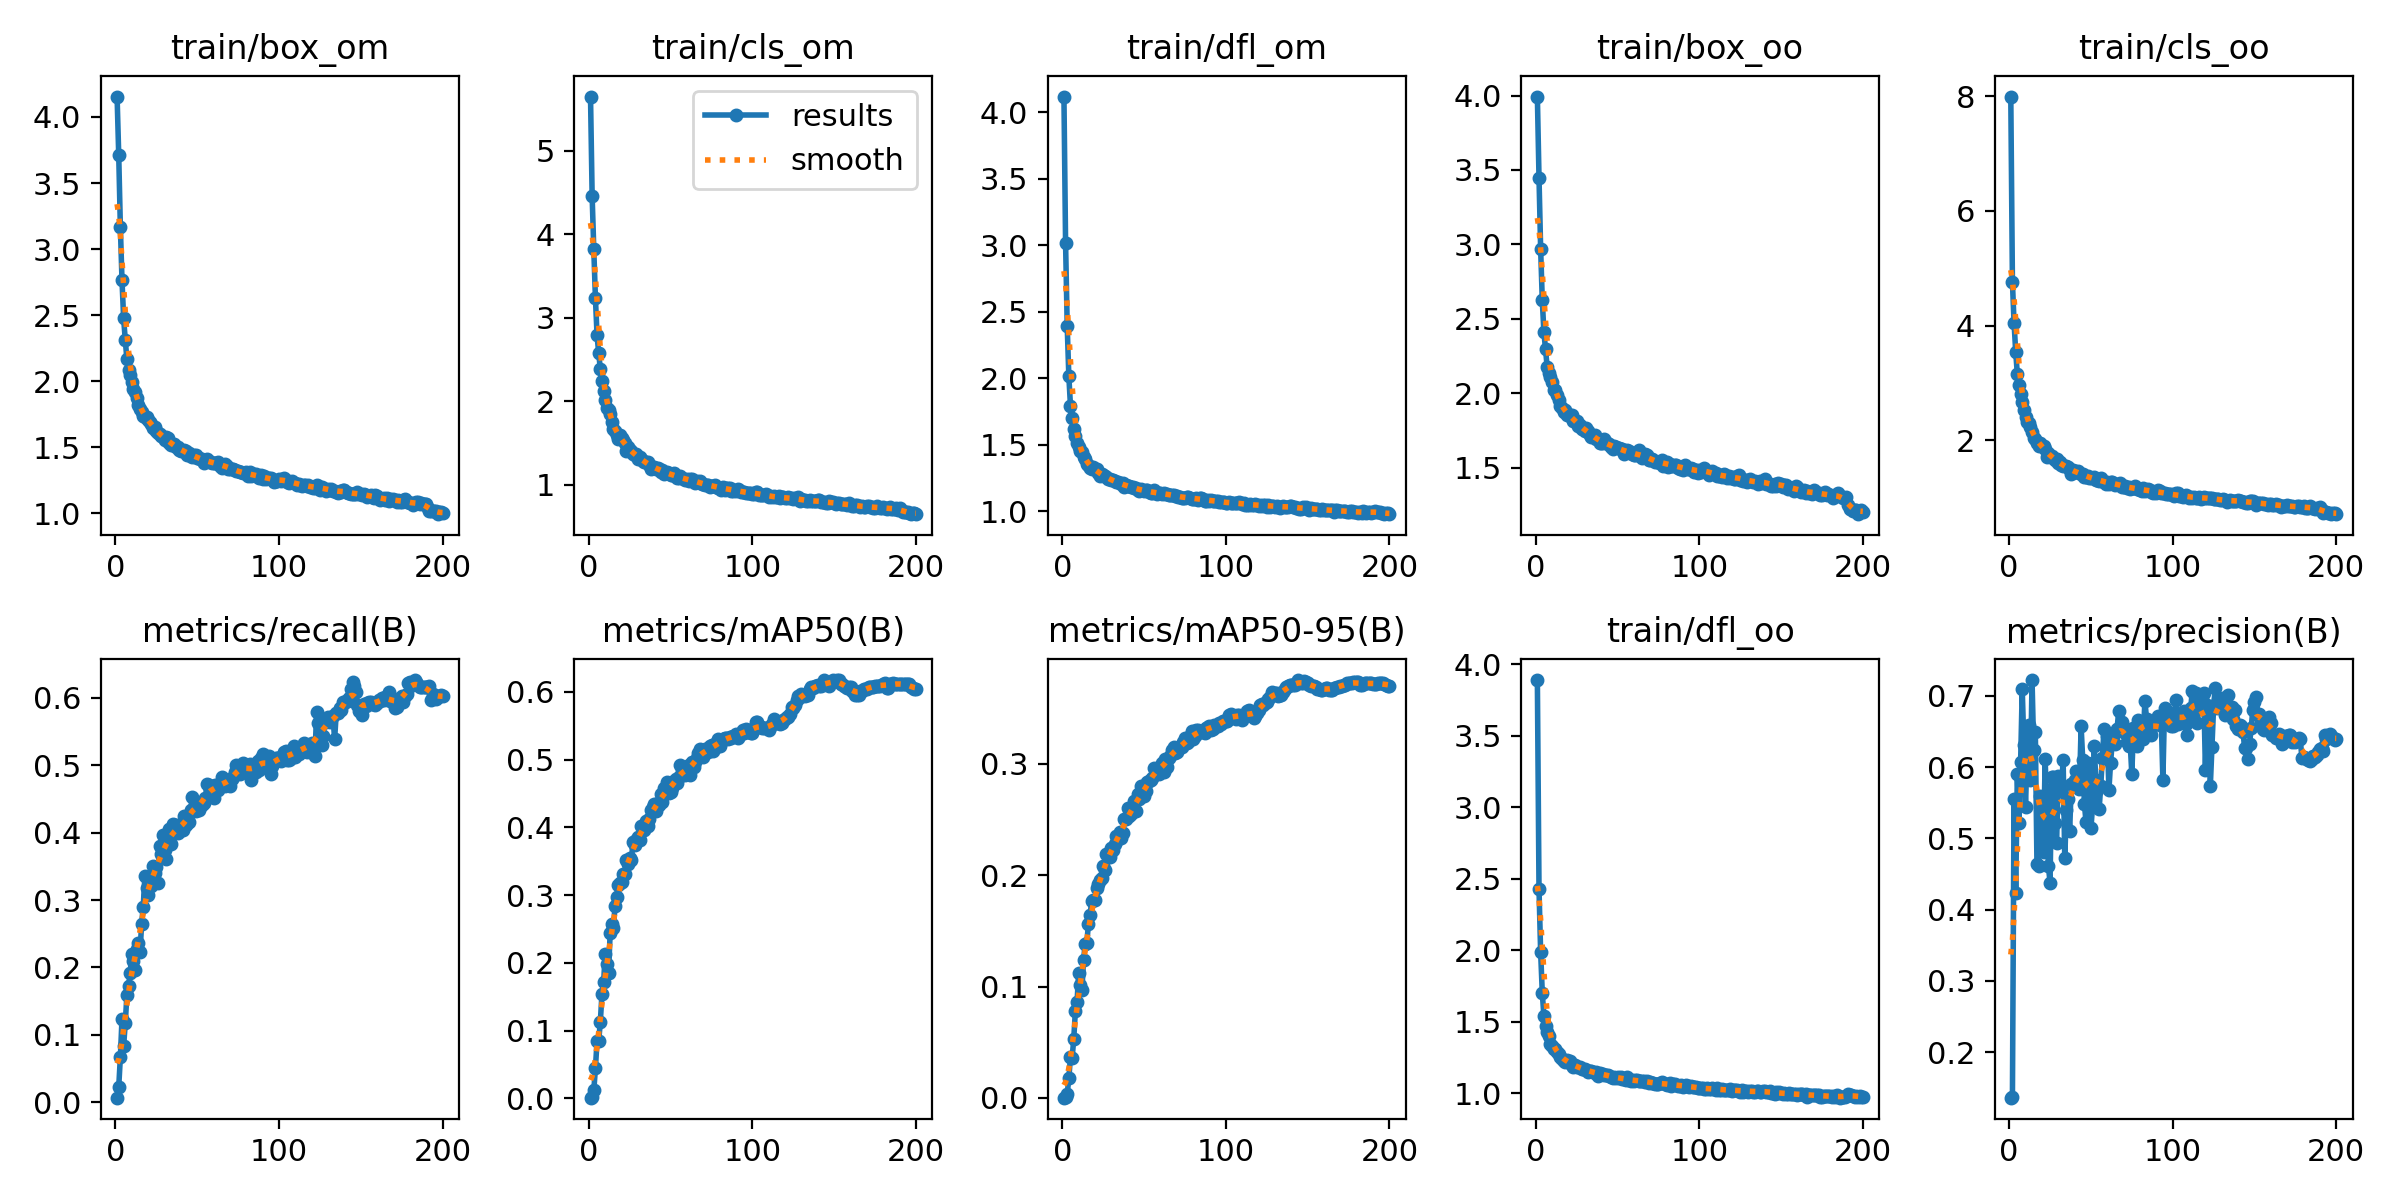 train/box_om
4.0
3.5
3.0
2.5
2.0
1.5
1.0
0 100 200
train/cls_om
results
smooth
5
4
3
2
1
0 100 200
train/dfl_om
4.0
3.5
3.0
2.5
2.0
1.5
1.0
0 100 200
train/box_oo
4.0
3.5
3.0
2.5
2.0
1.5
0 100 200
train/cls_oo
8
6
4
2
0 100 200
metrics/recall(B)
0.6
0.5
0.4
0.3
0.2
0.1
0.0
0 100 200
metrics/mAP50(B)
0.6
0.5
0.4
0.3
0.2
0.1
0.0
0 100 200
metrics/mAP50-95(B)
0.3
0.2
0.1
0.0
0 100 200
train/dfl_oo
4.0
3.5
3.0
2.5
2.0
1.5
1.0
0 100 200
metrics/precision(B)
0.7
0.6
0.5
0.4
0.3
0.2
0 100 200